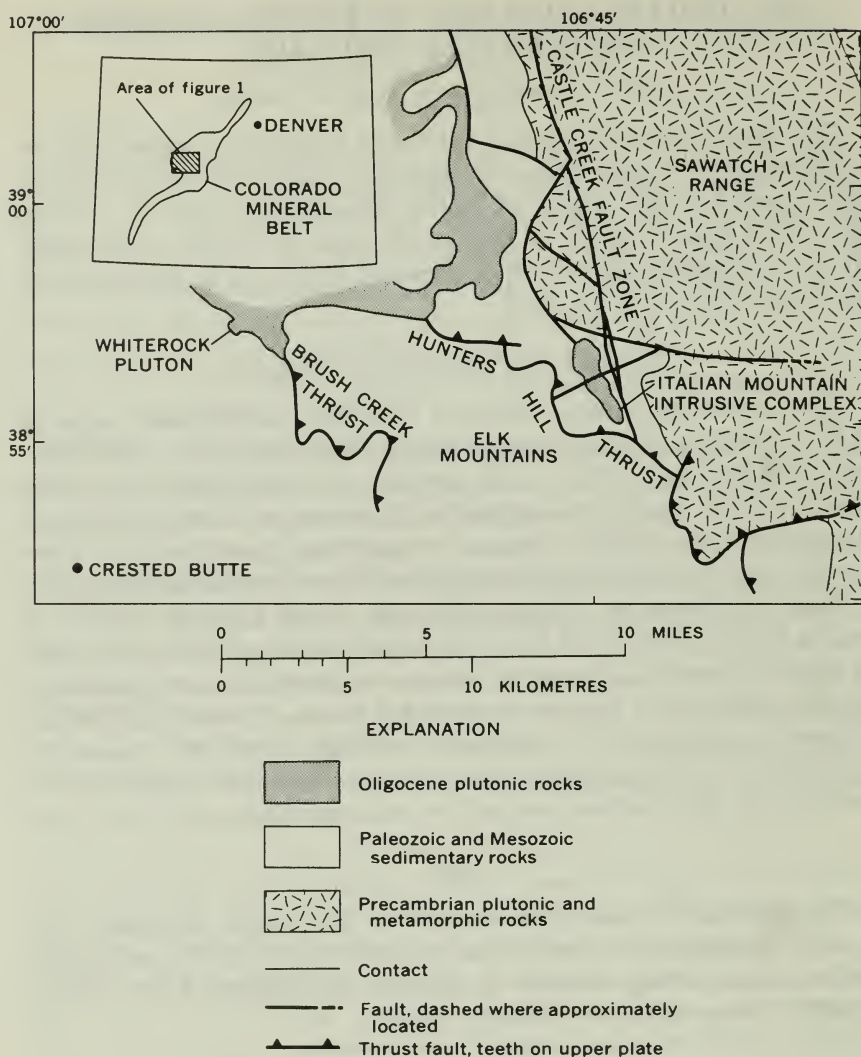 107°00'
106°45'
Area of figure 1
DENVER
COLORADO
MINERAL
BELT
CASTLE CREEK FAULT ZONE
SAWATCH
RANGE
39°
00'
WHITEROCK
PLUTON
BRUSH CREEK
THRUST
HUNTERS
HILL
THRUST
ITALIAN MOUNTAIN
INTRUSIVE COMPLEX
38°
55'
ELK
MOUNTAINS
CRESTED BUTTE
0 5 10 MILES
0 5 10 KILOMETRES
EXPLANATION
Oligocene plutonic rocks
Paleozoic and Mesozoic
sedimentary rocks
Precambrian plutonic and
metamorphic rocks
Contact
Fault, dashed where approximately
located
Thrust fault, teeth on upper plate